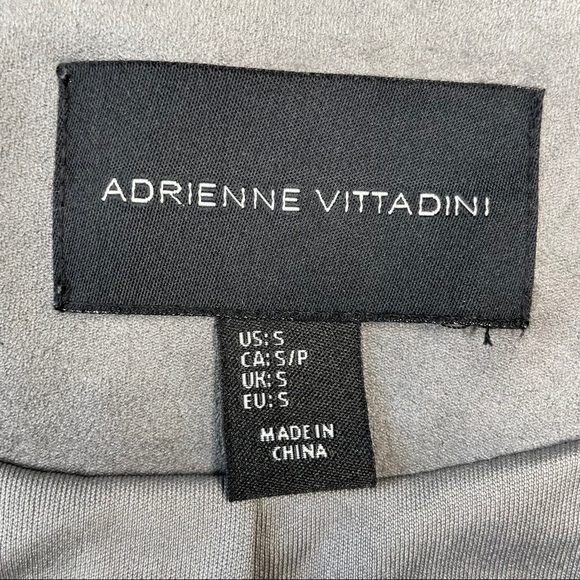 ADRIENNE VITTADINI
US: S
CA: S/P
UK: S
EU: S
MADE IN
CHINA